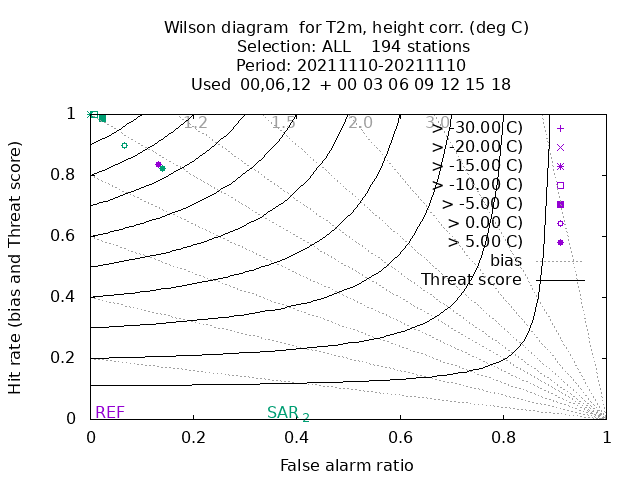 Wilson diagram  for T2m, height corr. (deg C)
Selection: ALL    194 stations
Period: 20211110-20211110
Used  00,06,12  + 00 03 06 09 12 15 18
Hit rate (bias and Threat score)
1
0.8
0.6
0.4
0.2
0
1.2
1.5
2.0
3.0
> -30.00 C)
> -20.00 C)
> -15.00 C)
> -10.00 C)
> -5.00 C)
> 0.00 C)
> 5.00 C)
bias
Threat score
REF
SAR 2
0
0.2
0.4
0.6
0.8
1
False alarm ratio